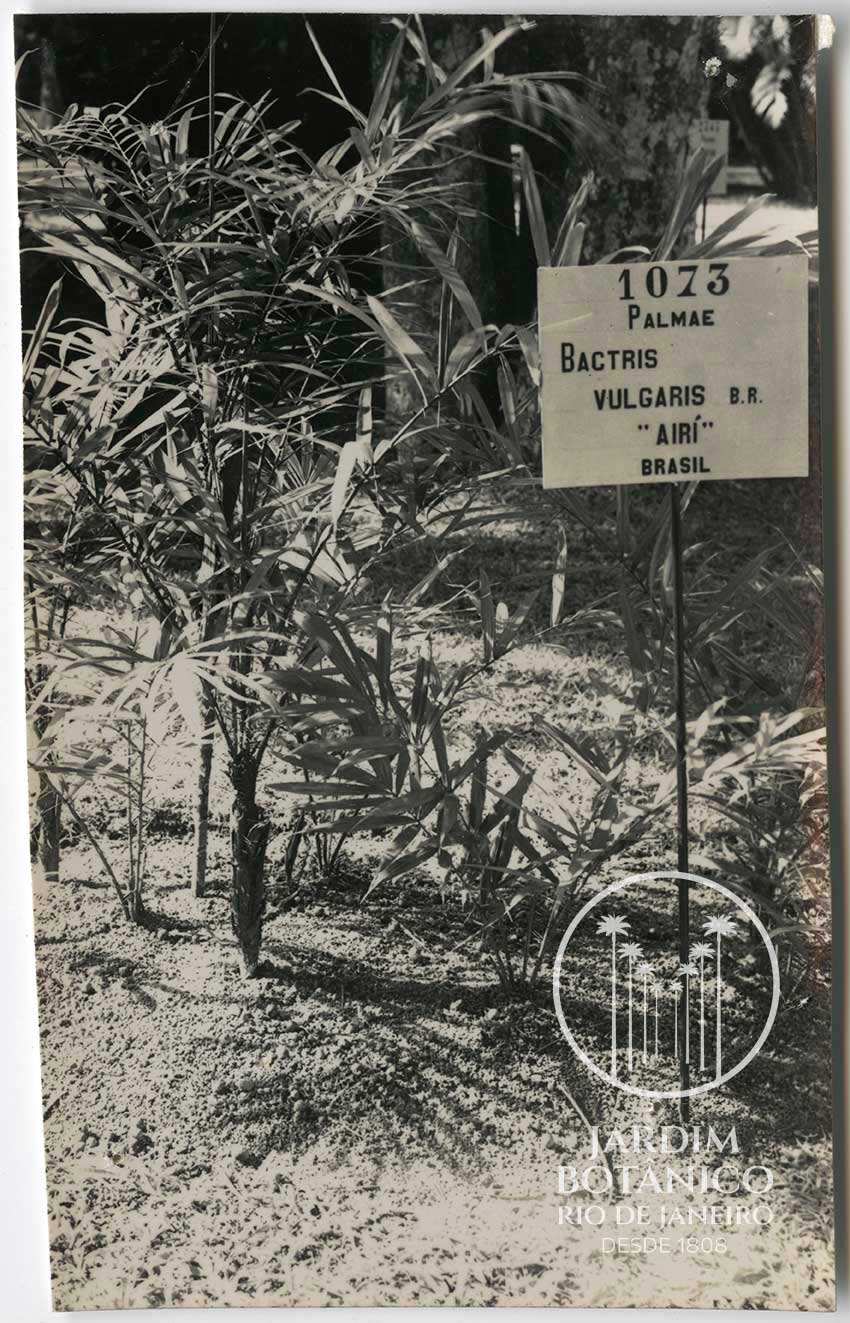 1073
PALMAE
BACTRIS
VULGARIS B.R.
"AIRÍ"
BRASIL
JARDIM
BOTÂNICO
RIO DE JANEIRO
DESDE 1808